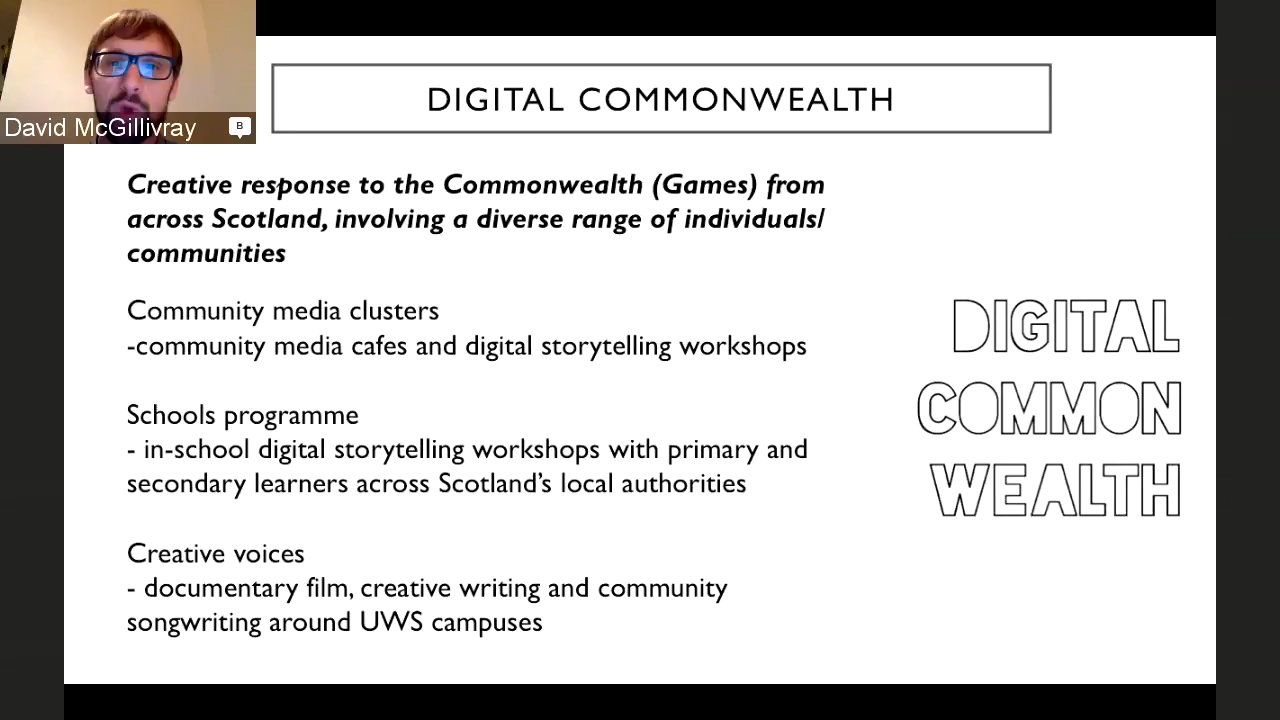 David McGillivray
B
DIGITAL COMMONWEALTH
Creative response to the Commonwealth (Games) from
across Scotland, involving a diverse range of individuals/
communities
Community media clusters
-community media cafes and digital storytelling workshops
Schools programme
- in-school digital storytelling workshops with primary and
secondary learners across Scotland’s local authorities
Creative voices
- documentary film, creative writing and community
songwriting around UWS campuses
DIGITAL
COMMON
WEALTH